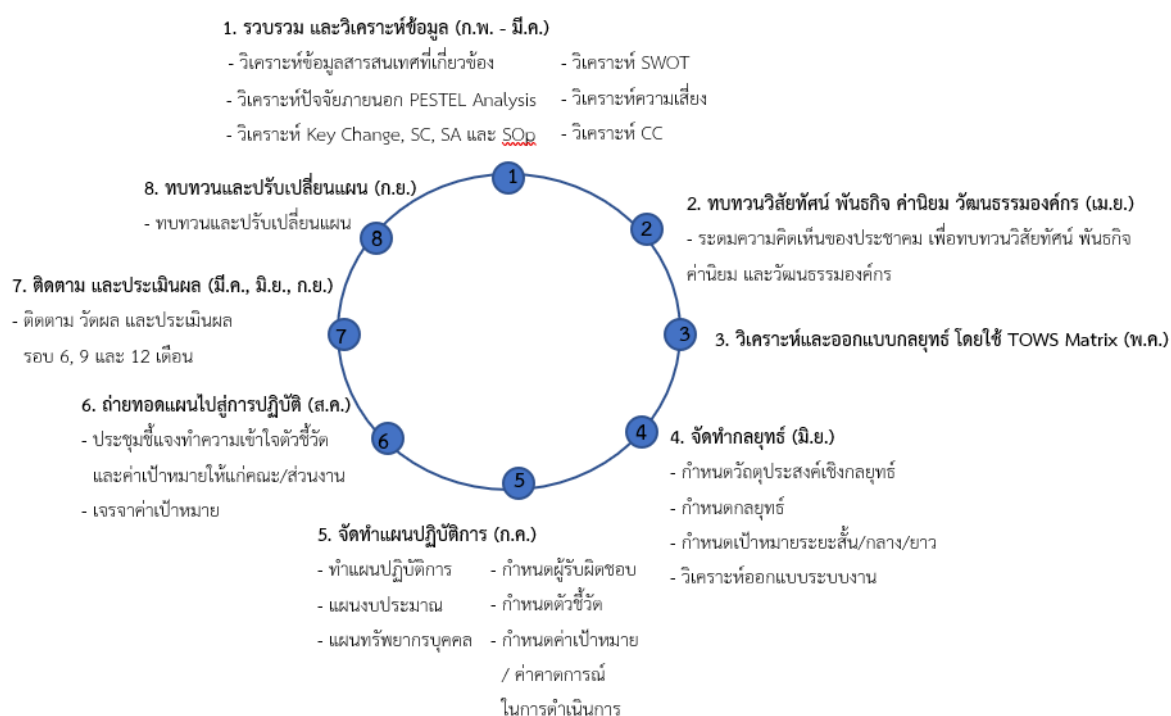 1. รวบรวม และวิเคราะห์ข้อมูล (ก.พ. - มี.ค.)
- วิเคราะห์ข้อมูลสารสนเทศที่เกี่ยวข้อง
- วิเคราะห์ปัจจัยภายนอก PESTEL Analysis
- วิเคราะห์ Key Change, SC, SA และ SOp
- วิเคราะห์ SWOT
- วิเคราะห์ความเสี่ยง
- วิเคราะห์ CC
1
2. ทบทวนวิสัยทัศน์ พันธกิจ ค่านิยม วัฒนธรรมองค์กร (เม.ย.)
- ระดมความคิดเห็นของประชาคม เพื่อทบทวนวิสัยทัศน์ พันธกิจ
ค่านิยม และวัฒนธรรมองค์กร
2
3. วิเคราะห์และออกแบบกลยุทธ์ โดยใช้ TOWS Matrix (พ.ค.)
3
4. จัดทำกลยุทธ์ (มิ.ย.)
- กำหนดวัถตุประสงค์เชิงกลยุทธ์
- กำหนดกลยุทธ์
- กำหนดเป้าหมายระยะสั้น/กลาง/ยาว
- วิเคราะห์ออกแบบระบบงาน
4
5. จัดทำแผนปฏิบัติการ (ก.ค.)
- ทำแผนปฏิบัติการ
- แผนงบประมาณ
- แผนทรัพยากรบุคคล
- กำหนดผู้รับผิดชอบ
- กำหนดตัวชี้วัด
- กำหนดค่าเป้าหมาย
/ ค่าคาดการณ์
ในการดำเนินการ
5
6. ถ่ายทอดแผนไปสู่การปฏิบัติ (ส.ค.)
- ประชุมชี้แจงทำความเข้าใจตัวชี้วัด
และค่าเป้าหมายให้แก่คณะ/ส่วนงาน
- เจรจาค่าเป้าหมาย
6
7. ติดตาม และประเมินผล (มี.ค., มิ.ย., ก.ย.)
- ติดตาม วัดผล และประเมินผล
รอบ 6, 9 และ 12 เดือน
7
8. ทบทวนและปรับเปลี่ยนแผน (ก.ย.)
- ทบทวนและปรับเปลี่ยนแผน
8